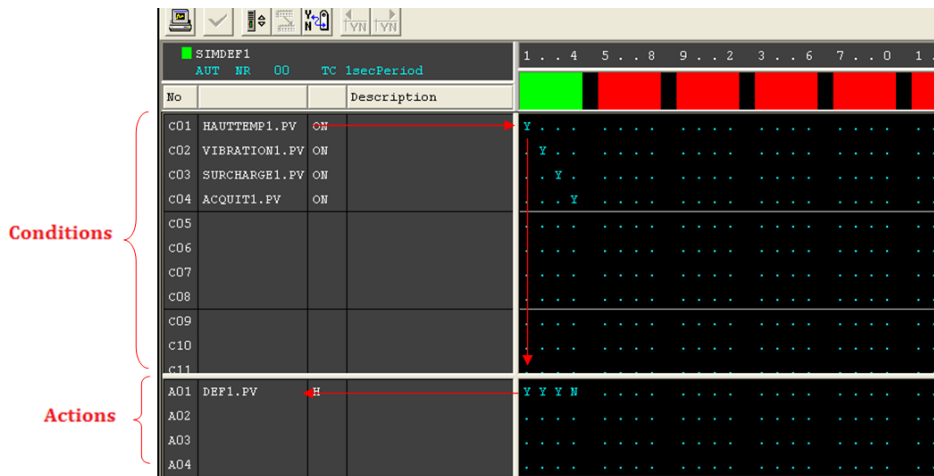 Y
N
YN YN
SIMDEF1
AUT NR 00 TC 1secPeriod
1 . . 4 5 . . 8 9 . . 2 3 . . 6 7 . . 0 1 .
No Description
C01 HAUTTEMP1.PV ON Y . . . . . . . . . . . . . . . . . . . .
C02 VIBRATION1.PV ON . Y . . . . . . . . . . . . . . . . . . .
C03 SURCHARGE1.PV ON . . Y . . . . . . . . . . . . . . . . . .
C04 ACQUIT1.PV ON . . . Y . . . . . . . . . . . . . . . . .
C05 . . . . . . . . . . . . . . . . . . . . .
Conditions
C06 . . . . . . . . . . . . . . . . . . . . .
C07 . . . . . . . . . . . . . . . . . . . . .
C08 . . . . . . . . . . . . . . . . . . . . .
C09 . . . . . . . . . . . . . . . . . . . . .
C10 . . . . . . . . . . . . . . . . . . . . .
C11 . . . . . . . . . . . . . . . . . . . . .
A01 DEF1.PV H Y Y Y N . . . . . . . . . . . . . . . . .
Actions
A02 . . . . . . . . . . . . . . . . . . . . .
A03 . . . . . . . . . . . . . . . . . . . . .
A04 . . . . . . . . . . . . . . . . . . . . .